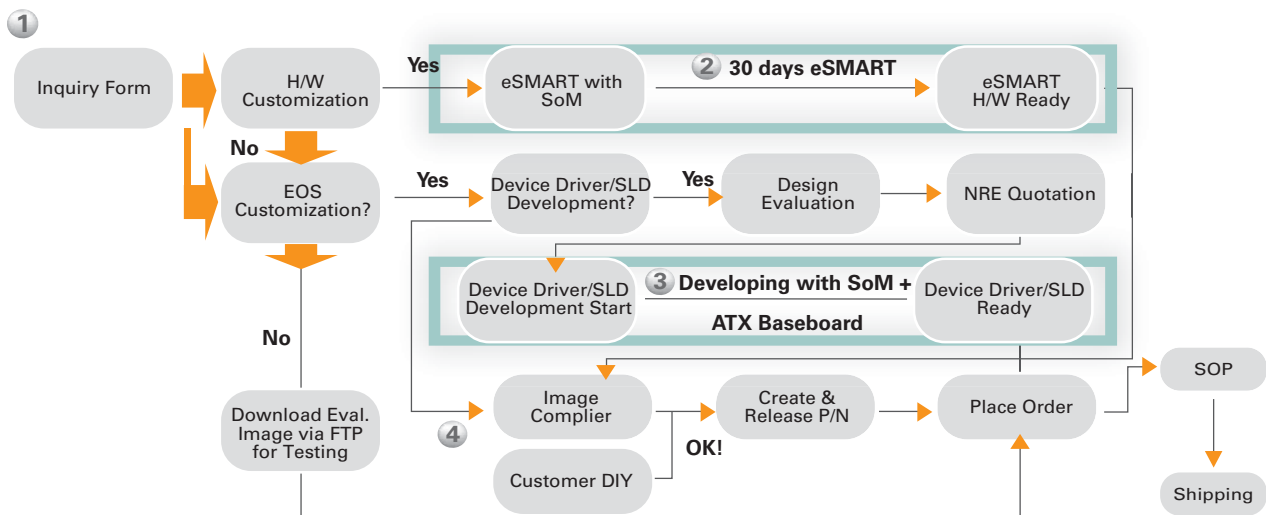 1
Inquiry Form
H/W
Customization
Yes
eSMART with
SoM
2 30 days eSMART
eSMART
H/W Ready
No
EOS
Customization?
Yes
Device Driver/SLD
Development?
Yes
Design
Evaluation
NRE Quotation
Device Driver/SLD
Development Start
3 Developing with SoM +
ATX Baseboard
Device Driver/SLD
Ready
No
Download Eval.
Image via FTP
for Testing
4
Image
Complier
Customer DIY
OK!
Create &
Release P/N
Place Order
SOP
Shipping